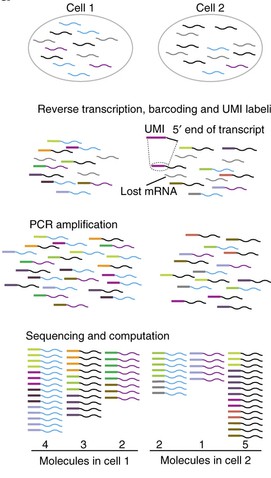 Cell 1 Cell 2
Reverse transcription, barcoding and UMI labeli
UMI 5′ end of transcript
Lost mRNA
PCR amplification
Sequencing and computation
4 3 2 2 1 5
Molecules in cell 1 Molecules in cell 2